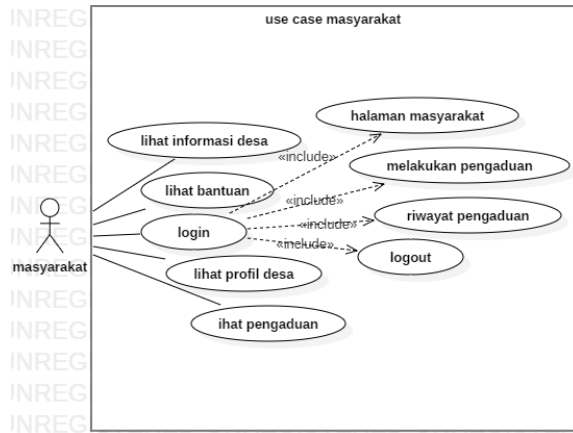 use case masyarakat
halaman masyarakat
lihat informasi desa
«include»
melakukan pengaduan
lihat bantuan
«include»
riwayat pengaduan
login
«include»
«include»
logout
masyarakat
lihat profil desa
ihat pengaduan
INREG
INREG
INREG
INREG
INREG
INREG
INREG
INREG
INREG
INREG
INREG
INREG
INREG
INREG